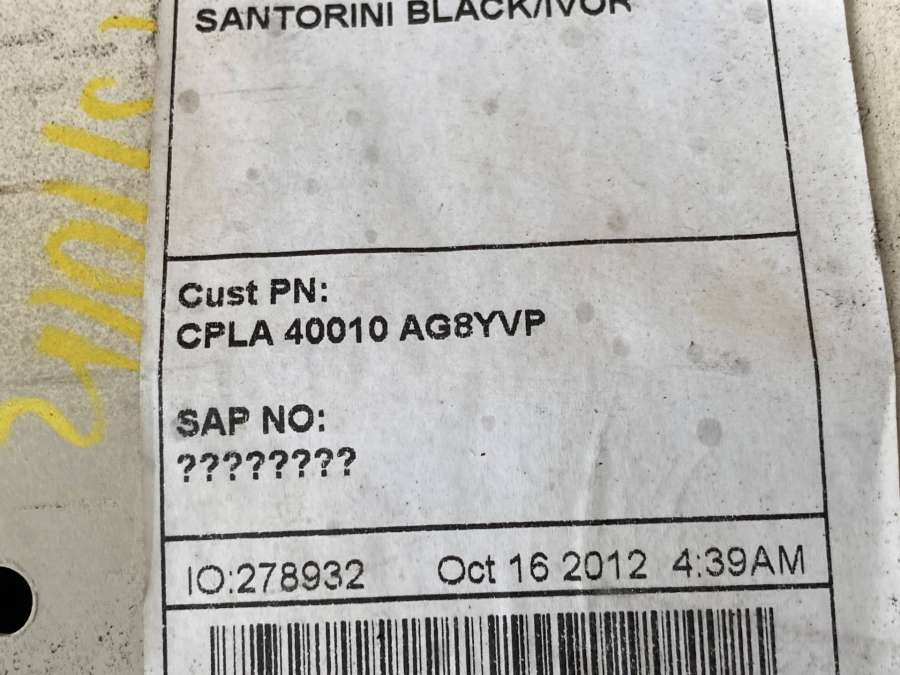 SANTORINI BLACK/IVOR
Cust PN:
CPLA 40010 AG8YVP
SAP NO:
????????
IO:278932 Oct 16 2012 4:39AM